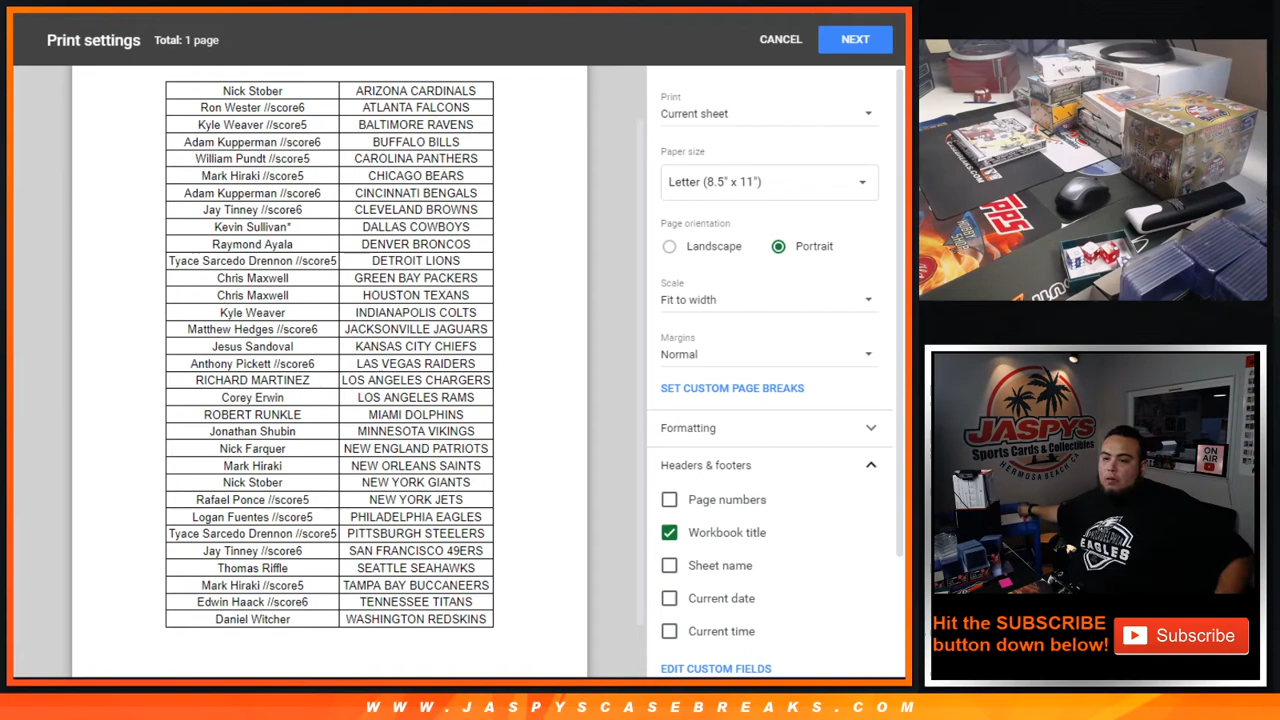 Print settings Total: 1 page
CANCEL NEXT
Nick Stober ARIZONA CARDINALS
Ron Wester //score6 ATLANTA FALCONS
Kyle Weaver //score5 BALTIMORE RAVENS
Adam Kupperman //score6 BUFFALO BILLS
William Pundt //score5 CAROLINA PANTHERS
Mark Hiraki //score5 CHICAGO BEARS
Adam Kupperman //score6 CINCINNATI BENGALS
Jay Tinney //score6 CLEVELAND BROWNS
Kevin Sullivan* DALLAS COWBOYS
Raymond Ayala DENVER BRONCOS
Tyace Sarcedo Drennon //score5 DETROIT LIONS
Chris Maxwell GREEN BAY PACKERS
Chris Maxwell HOUSTON TEXANS
Kyle Weaver INDIANAPOLIS COLTS
Matthew Hedges //score6 JACKSONVILLE JAGUARS
Jesus Sandoval KANSAS CITY CHIEFS
Anthony Pickett //score6 LAS VEGAS RAIDERS
RICHARD MARTINEZ LOS ANGELES CHARGERS
Corey Erwin LOS ANGELES RAMS
ROBERT RUNKLE MIAMI DOLPHINS
Jonathan Shubin MINNESOTA VIKINGS
Nick Farquer NEW ENGLAND PATRIOTS
Mark Hiraki NEW ORLEANS SAINTS
Nick Stober NEW YORK GIANTS
Rafael Ponce //score5 NEW YORK JETS
Logan Fuentes //score5 PHILADELPHIA EAGLES
Tyace Sarcedo Drennon //score5 PITTSBURGH STEELERS
Jay Tinney //score6 SAN FRANCISCO 49ERS
Thomas Riffle SEATTLE SEAHAWKS
Mark Hiraki //score5 TAMPA BAY BUCCANEERS
Edwin Haack //score6 TENNESSEE TITANS
Daniel Witcher WASHINGTON REDSKINS
Print
Current sheet
Paper size
Letter (8.5" x 11")
Page orientation
Landscape Portrait
Scale
Fit to width
Margins
Normal
SET CUSTOM PAGE BREAKS
Formatting
Headers & footers
Page numbers
Workbook title
Sheet name
Current date
Current time
EDIT CUSTOM FIELDS
HOBBY
SHOP
JASPYS
Sports Cards & Collectibles
HERMOSA BEACH CA
ON
AIR
PHILADELPHIA
EAGLES
Hit the SUBSCRIBE
button down below!
Subscribe
WWW.JASPYSCASEBREAKS.COM